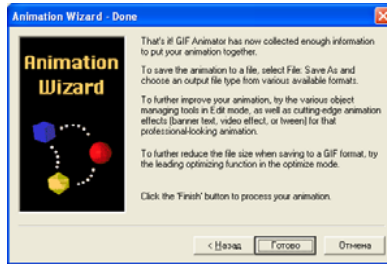 Animation Wizard - Done
Animation
Wizard
That's it! GIF Animator has now collected enough information
to put your animation together.
To save the animation to a file, select File: Save As and
choose an output file type from various available formats.
To further improve your animation, try the various object
managing tools in Edit mode, as well as cutting-edge animation
effects (banner text, video effect, or tween) for that
professional-looking animation.
To further reduce the file size when saving to a GIF format, try
the leading optimizing function in the optimize mode.
Click the 'Finish' button to process your animation.
< Назад Готово Отмена